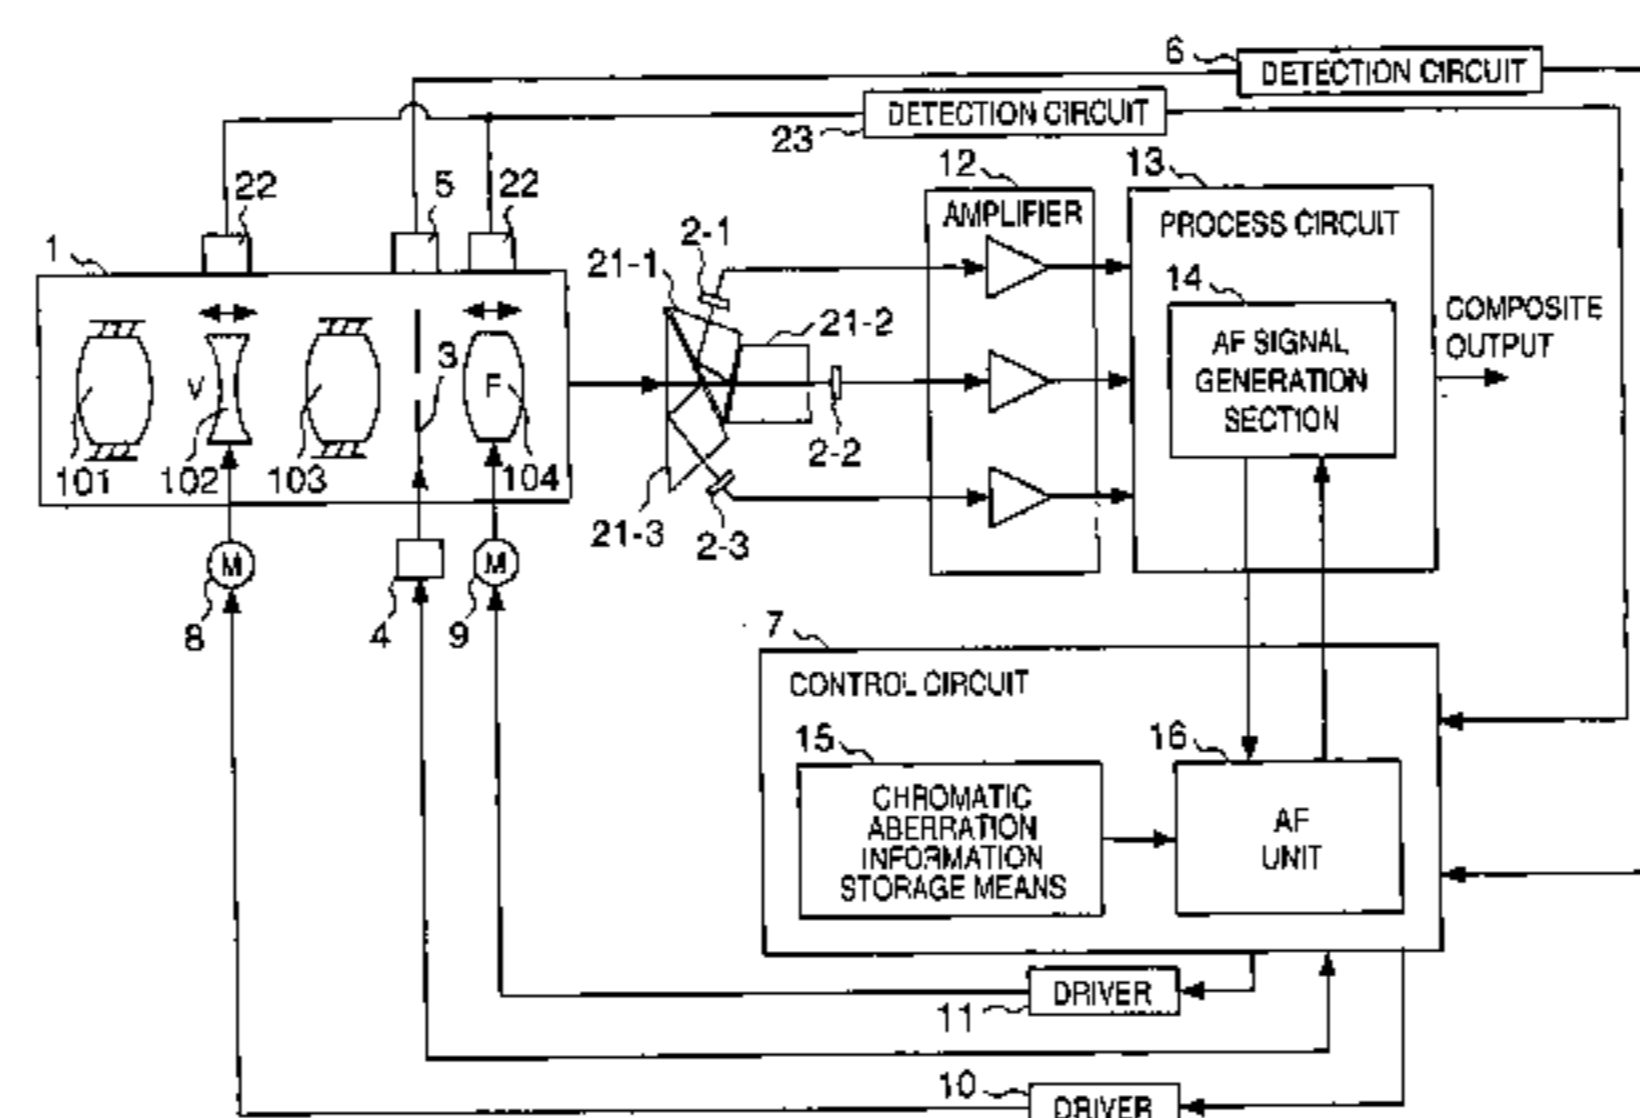 6
DETECTION CIRCUIT
DETECTION CIRCUIT
23
12
13
22
5
22
AMPLIFIER
PROCESS CIRCUIT
2-1
1
21-1
14
COMPOSITE
OUTPUT
21-2
AF SIGNAL
GENERATION
SECTION
3
V
F
2-2
101
102
103
104
21-3
2-3
M
M
8
4
9
7
CONTROL CIRCUIT
15
16
CHROMATIC
ABERRATION
INFORMATION
STORAGE MEANS
AF
UNIT
DRIVER
11
10
DRIVER